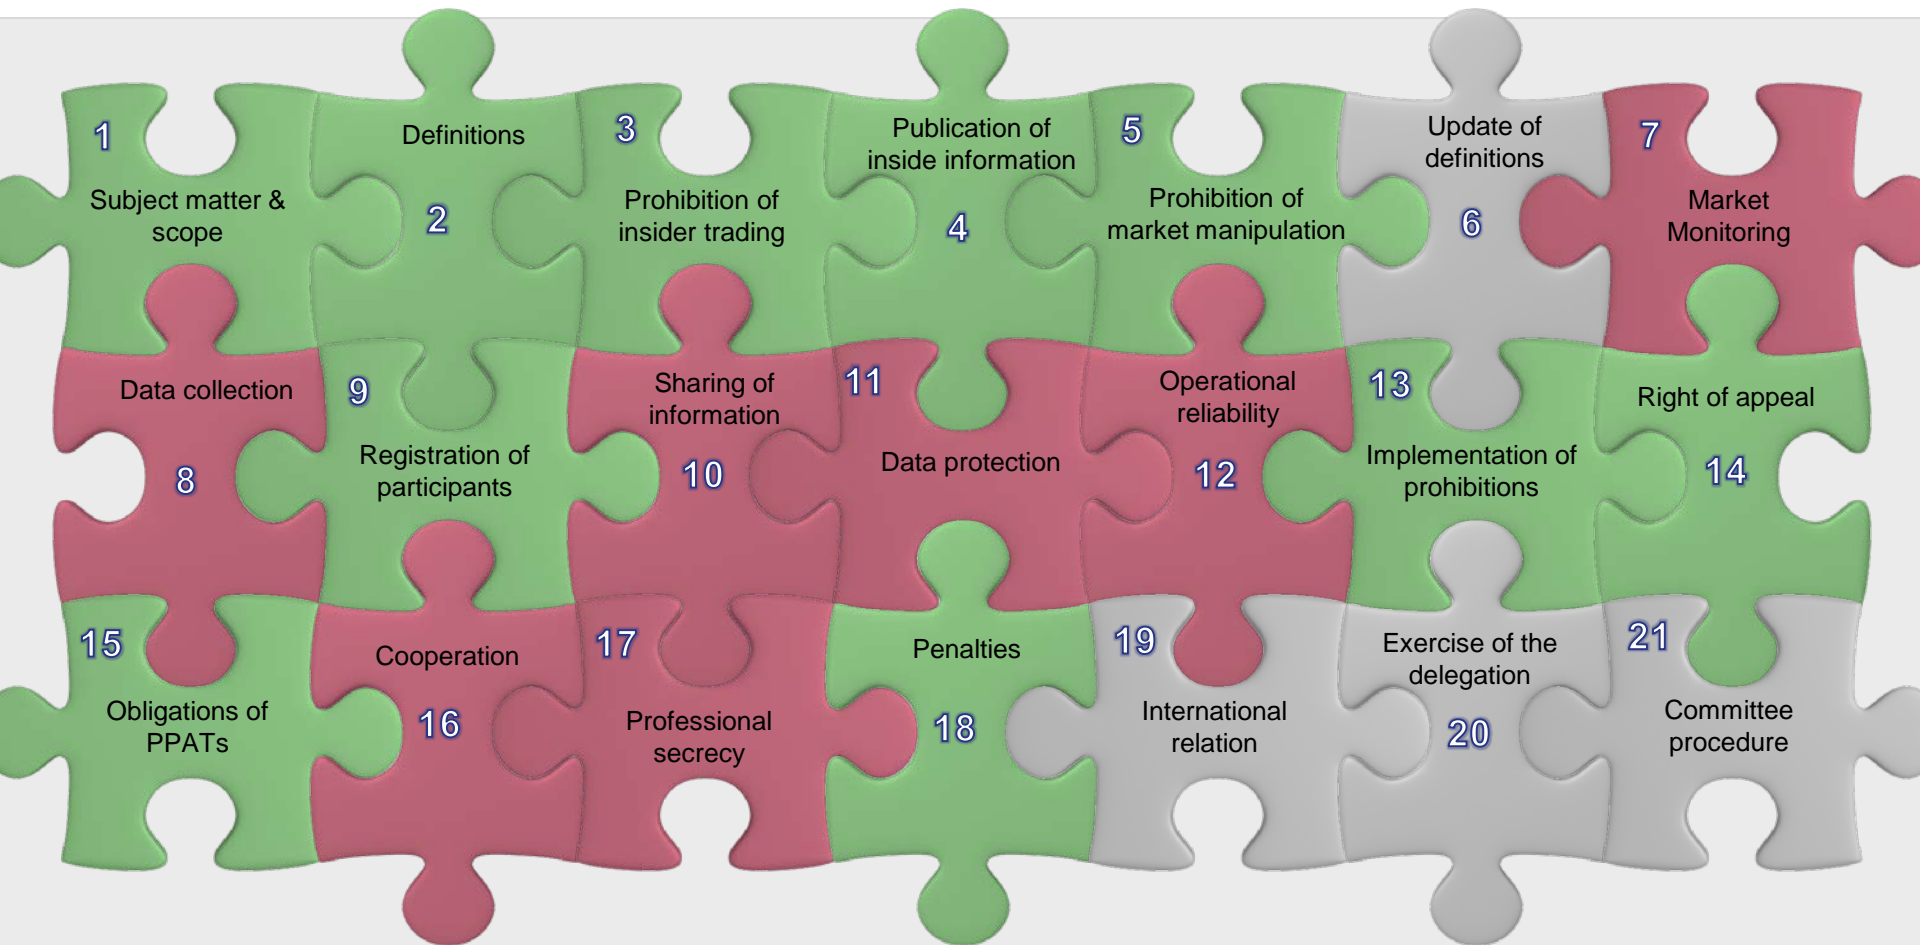 1
Subject matter &
scope
Definitions
2
3
Prohibition of
insider trading
Publication of
inside information
4
5
Prohibition of
market manipulation
Update of
definitions
6
7
Market
Monitoring
Data collection
8
9
Registration of
participants
Sharing of
information
10
11
Data protection
Operational
reliability
12
13
Implementation of
prohibitions
Right of appeal
14
15
Obligations of
PPATs
Cooperation
16
17
Professional
secrecy
Penalties
18
19
International
relation
Exercise of the
delegation
20
21
Committee
procedure